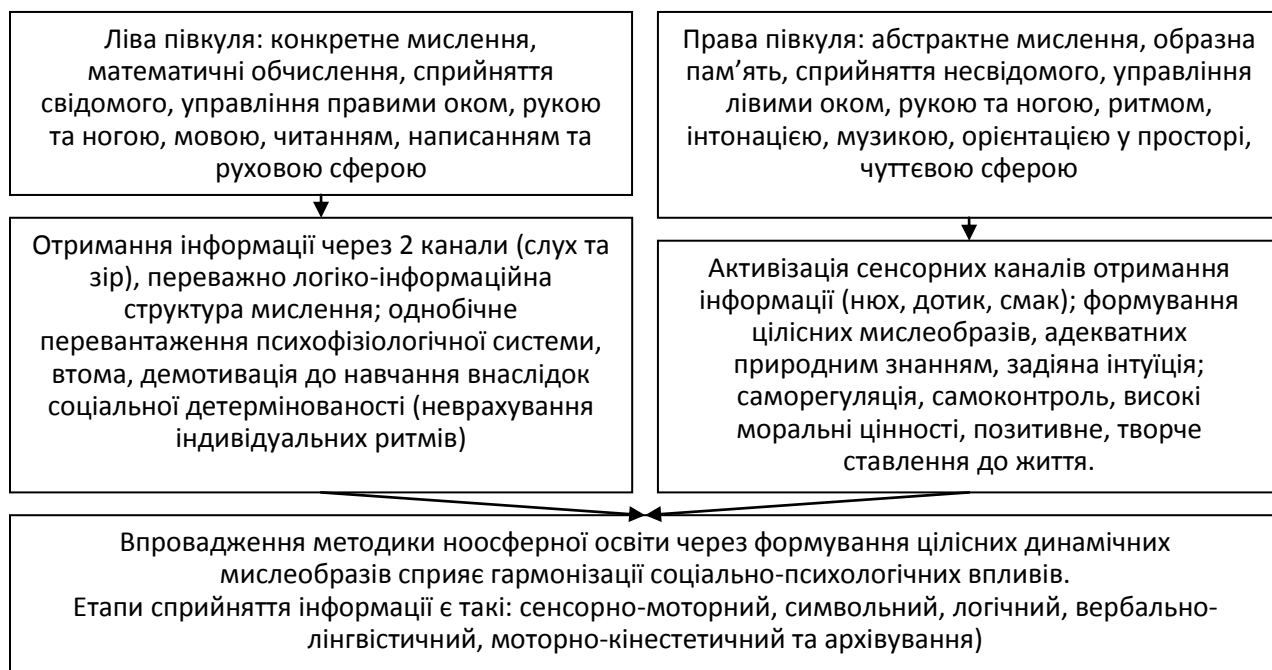 Ліва півкуля: конкретне мислення,
математичні обчислення, сприйняття
свідомого, управління правими оком, рукою
та ногою, мовою, читанням, написанням та
руховою сферою
Права півкуля: абстрактне мислення, образна
пам’ять, сприйняття несвідомого, управління
лівими оком, рукою та ногою, ритмом,
інтонацією, музикою, орієнтацією у просторі,
чуттєвою сферою
Отримання інформації через 2 канали (слух та
зір), переважно логіко-інформаційна
структура мислення; однобічне
перевантаження психофізіологічної системи,
втома, демотивація до навчання внаслідок
соціальної детермінованості (неврахування
індивідуальних ритмів)
Активізація сенсорних каналів отримання
інформації (нюх, дотик, смак); формування
цілісних мислеобразів, адекватних
природним знанням, задіяна інтуїція;
саморегуляція, самоконтроль, високі
моральні цінності, позитивне, творче
ставлення до життя.
Впровадження методики ноосферної освіти через формування цілісних динамічних
мислеобразів сприяє гармонізації соціально-психологічних впливів.
Етапи сприйняття інформації є такі: сенсорно-моторний, символьний, логічний, вербально-
лінгвістичний, моторно-кінестетичний та архівування)